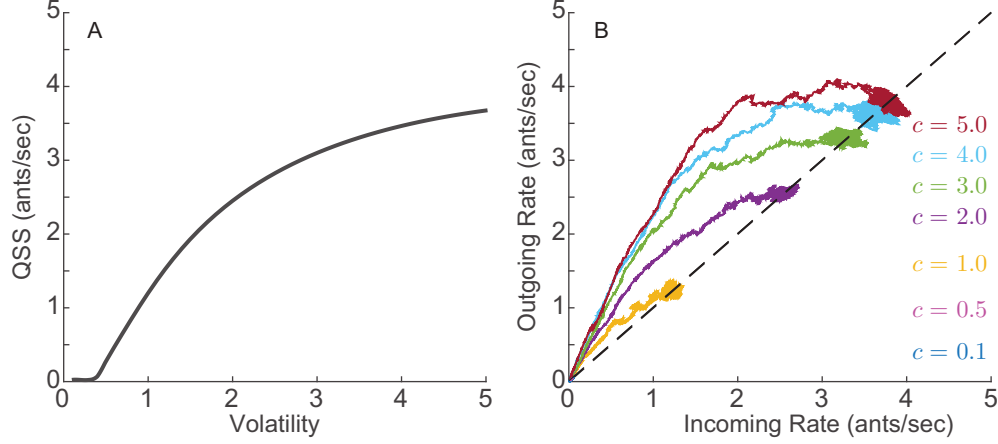 A
QSS (ants/sec)
5
4
3
2
1
0
0 1 2 3 4 5
Volatility
B
Outgoing Rate (ants/sec)
5
4
3
2
1
0
c = 5.0
c = 4.0
c = 3.0
c = 2.0
c = 1.0
c = 0.5
c = 0.1
0 1 2 3 4 5
Incoming Rate (ants/sec)